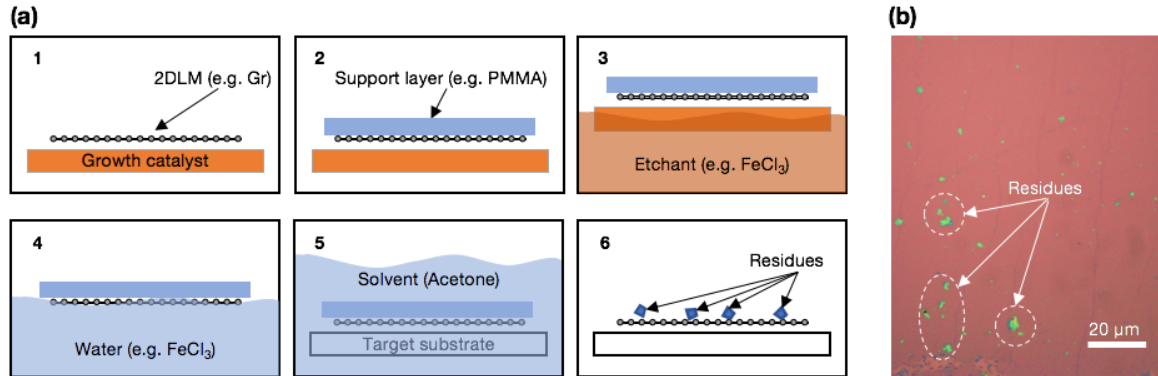 (a)
1
2DLM (e.g. Gr)
Growth catalyst
2
Support layer (e.g. PMMA)
3
Etchant (e.g. FeCl₃)
4
Water (e.g. FeCl₃)
5
Solvent (Acetone)
Target substrate
6
Residues
(b)
Residues
20 µm